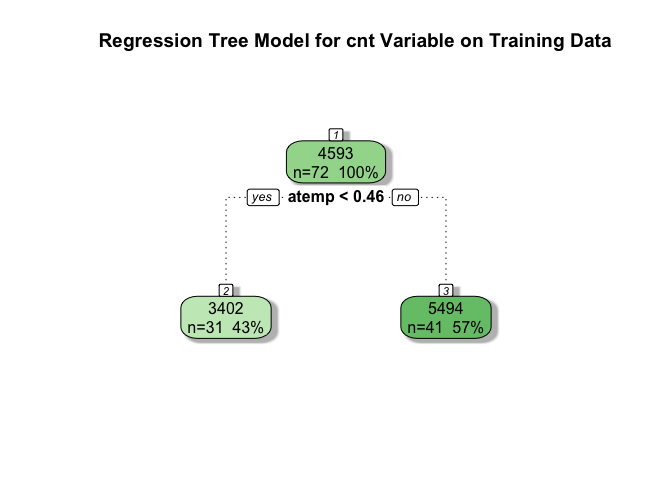 Regression Tree Model for cnt Variable on Training Data
1
4593
n=72 100%
yes atemp < 0.46 no
2
3402
n=31 43%
3
5494
n=41 57%